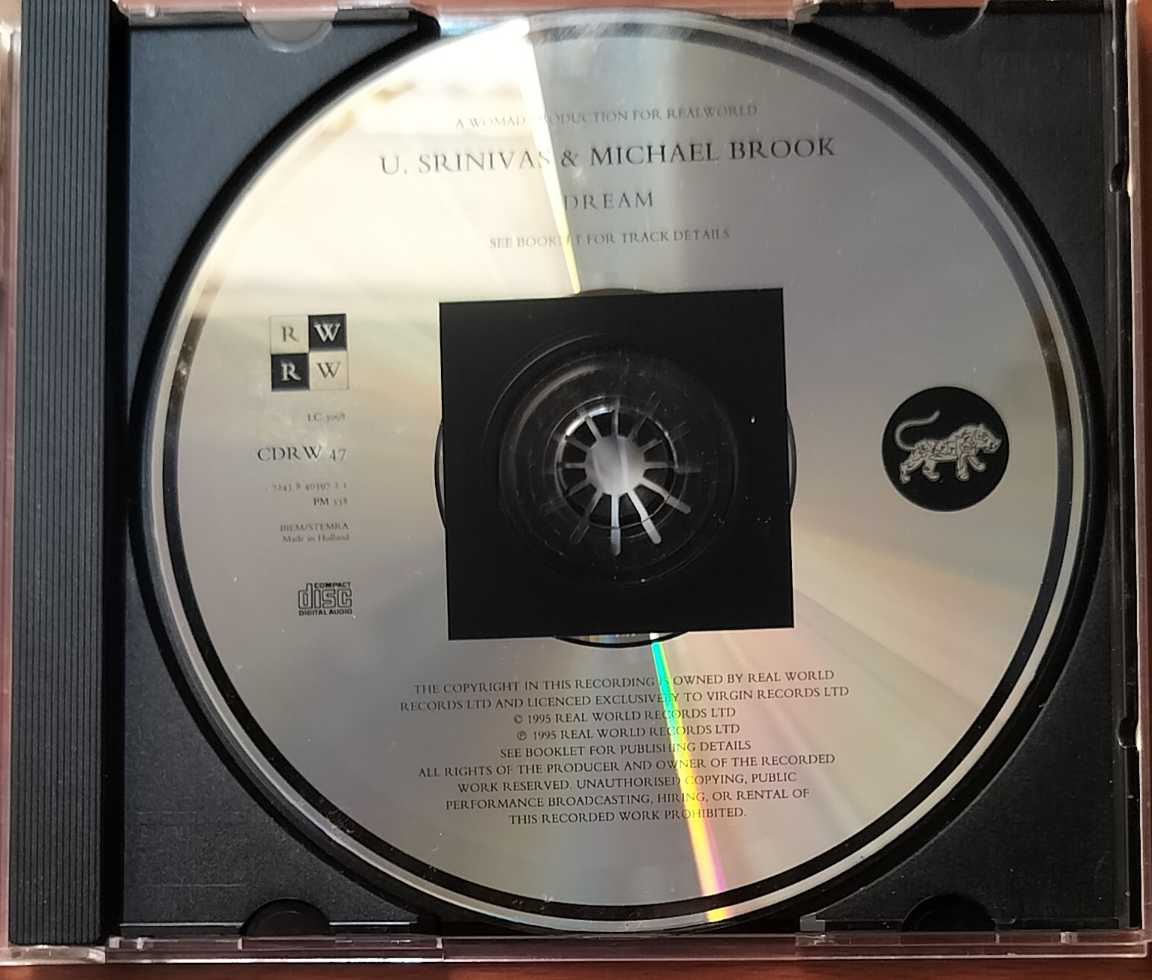 A WOMAD PRODUCTION FOR REALWORLD
U. SRINIVAS & MICHAEL BROOK
DREAM
SEE BOOKLET FOR TRACK DETAILS
R W
R W
LC 3098
CDRW 47
PM 338
BIEM/STEMRA
Made in Holland
COMPACT
disc
DIGITAL AUDIO
THE COPYRIGHT IN THIS RECORDING IS OWNED BY REAL WORLD
RECORDS LTD AND LICENCED EXCLUSIVELY TO VIRGIN RECORDS LTD
© 1995 REAL WORLD RECORDS LTD
℗ 1995 REAL WORLD RECORDS LTD
SEE BOOKLET FOR PUBLISHING DETAILS
ALL RIGHTS OF THE PRODUCER AND OWNER OF THE RECORDED
WORK RESERVED. UNAUTHORISED COPYING, PUBLIC
PERFORMANCE BROADCASTING, HIRING, OR RENTAL OF
THIS RECORDED WORK PROHIBITED.